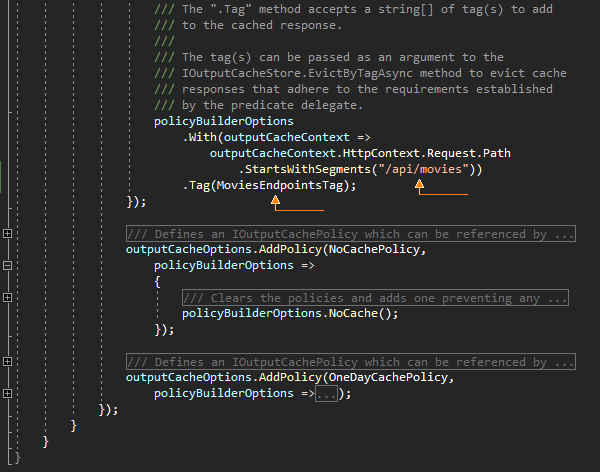 /// The ".Tag" method accepts a string[] of tag(s) to add
/// to the cached response.
///
/// The tag(s) can be passed as an argument to the
/// IOutputCacheStore.EvictByTagAsync method to evict cache
/// responses that adhere to the requirements established
/// by the predicate delegate.
policyBuilderOptions
.With(outputCacheContext =>
outputCacheContext.HttpContext.Request.Path
.StartsWithSegments("/api/movies"))
.Tag(MoviesEndpointsTag);
});
/// Defines an IOutputCachePolicy which can be referenced by ...
outputCacheOptions.AddPolicy(NoCachePolicy,
policyBuilderOptions =>
{
/// Clears the policies and adds one preventing any ...
policyBuilderOptions.NoCache();
});
/// Defines an IOutputCachePolicy which can be referenced by ...
outputCacheOptions.AddPolicy(OneDayCachePolicy,
policyBuilderOptions =>...);
});
}
}
}